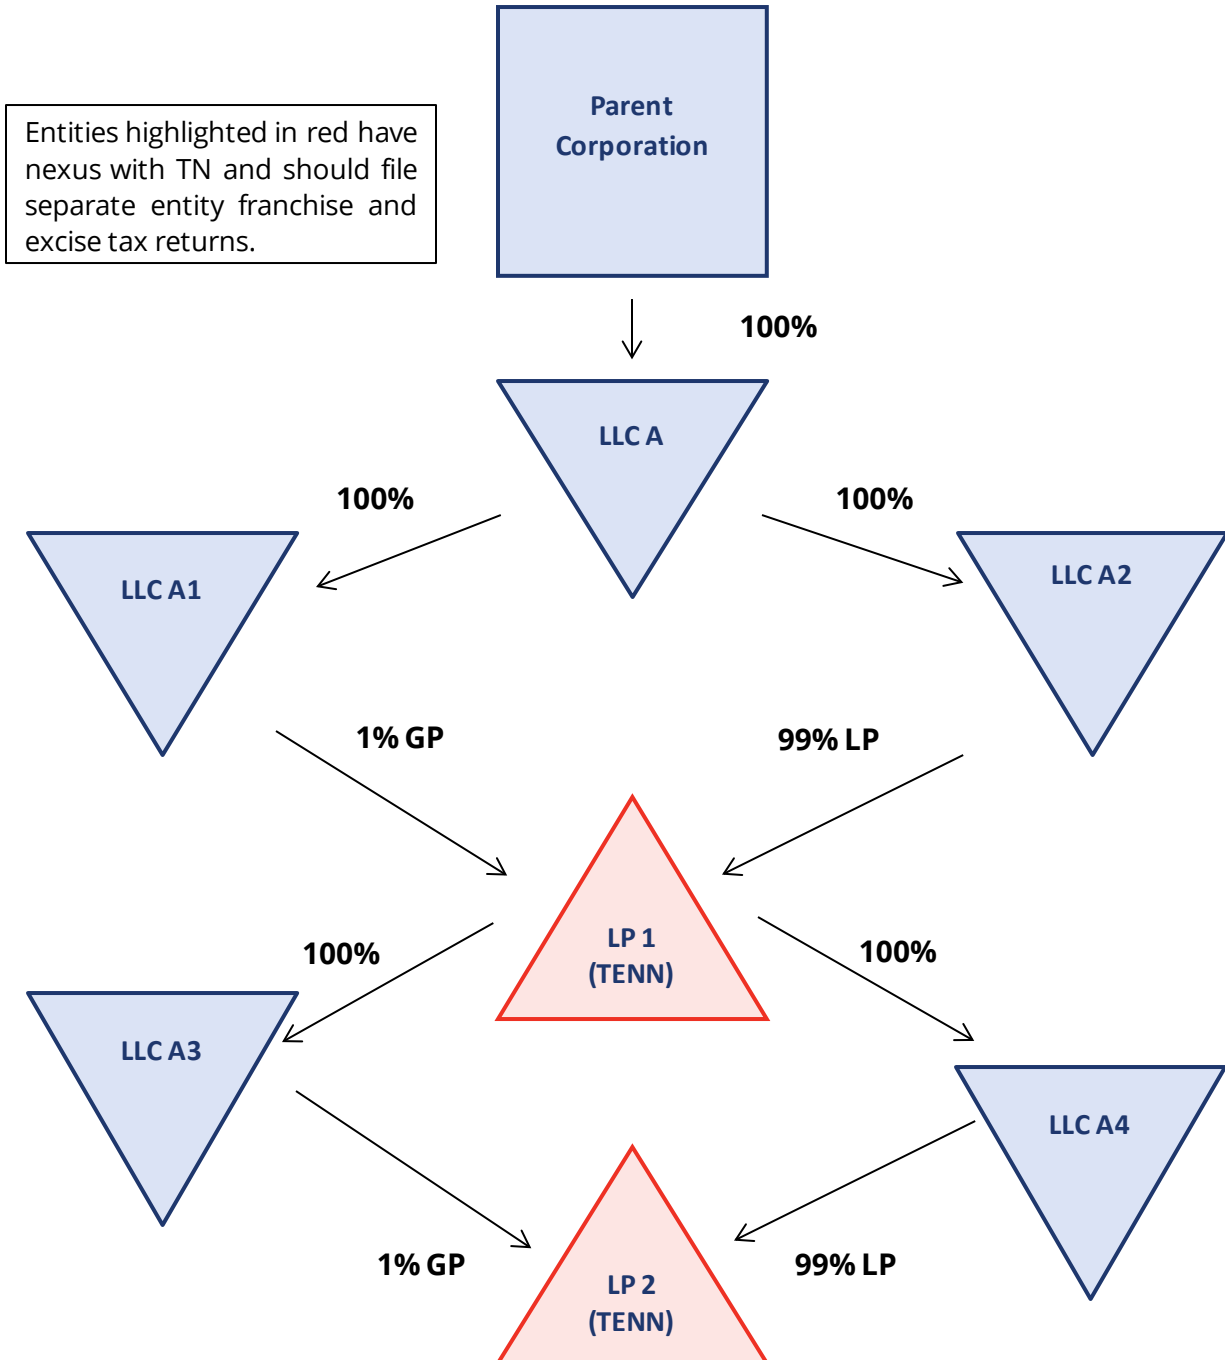 Parent
Corporation
Entities highlighted in red have
nexus with TN and should file
separate entity franchise and
excise tax returns.
100%
LLC A
100%
100%
LLC A1
LLC A2
1% GP
99% LP
LP 1
(TENN)
100%
100%
LLC A3
LLC A4
1% GP
99% LP
LP 2
(TENN)